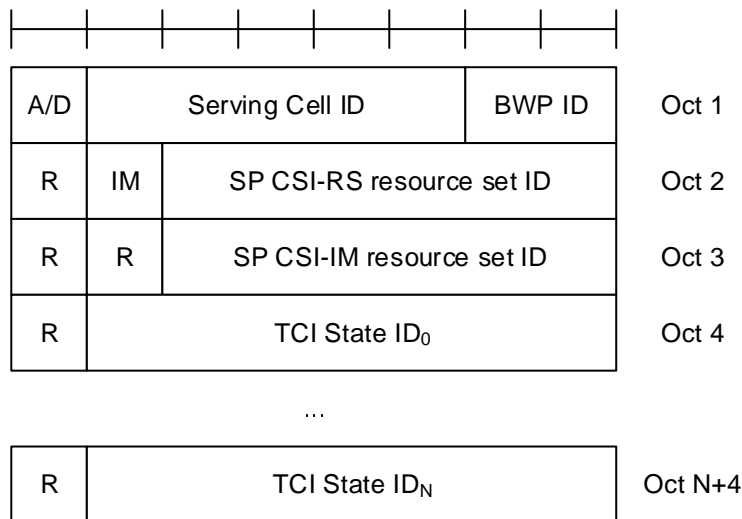 A/D Serving Cell ID BWP ID Oct 1
R IM SP CSI-RS resource set ID Oct 2
R R SP CSI-IM resource set ID Oct 3
R TCI State ID₀ Oct 4
...
R TCI State IDN Oct N+4